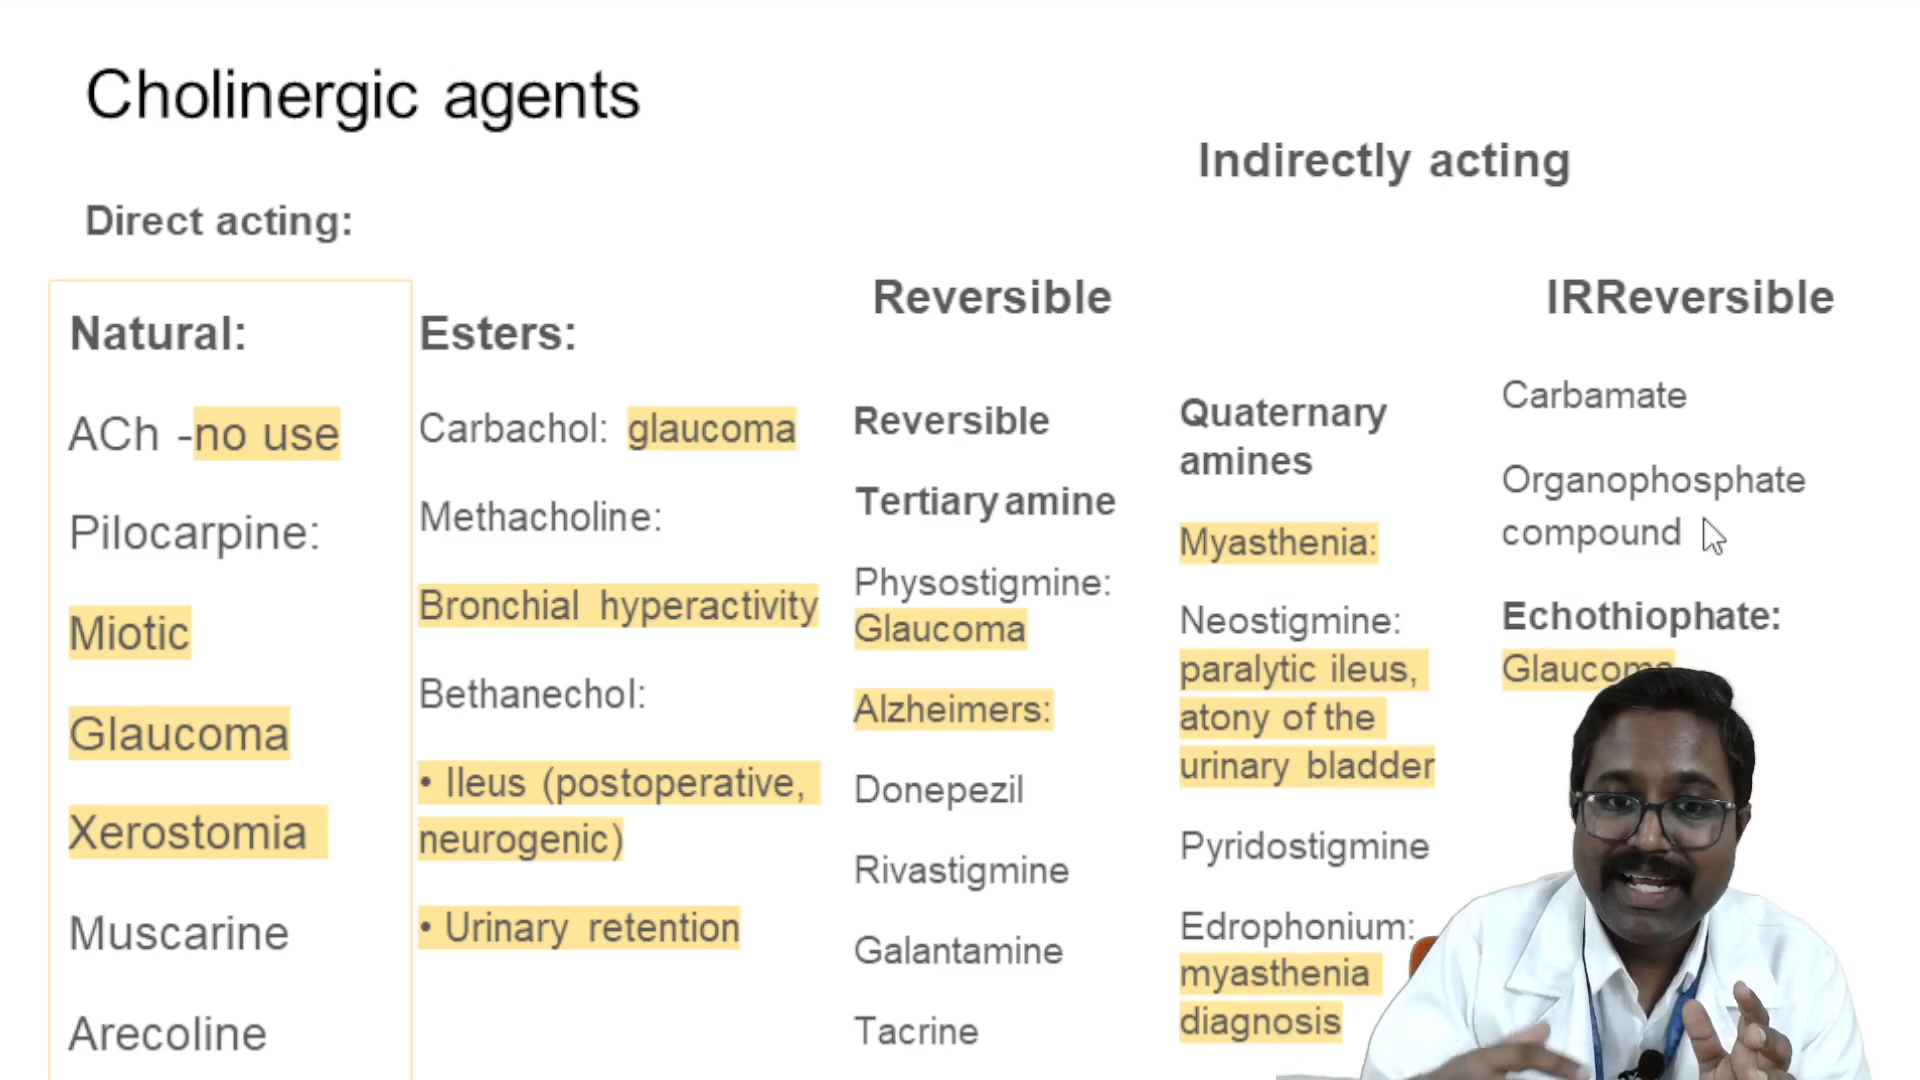 Cholinergic agents
Indirectly acting
Direct acting:
Reversible
IRReversible
Natural:
ACh -no use
Pilocarpine:
Miotic
Glaucoma
Xerostomia
Muscarine
Arecoline
Esters:
Carbachol: glaucoma
Methacholine:
Bronchial hyperactivity
Bethanechol:
• Ileus (postoperative,
neurogenic)
• Urinary retention
Reversible
Tertiary amine
Physostigmine:
Glaucoma
Alzheimers:
Donepezil
Rivastigmine
Galantamine
Tacrine
Quaternary
amines
Myasthenia:
Neostigmine:
paralytic ileus,
atony of the
urinary bladder
Pyridostigmine
Edrophonium:
myasthenia
diagnosis
Carbamate
Organophosphate
compound
Echothiophate:
Glaucoma